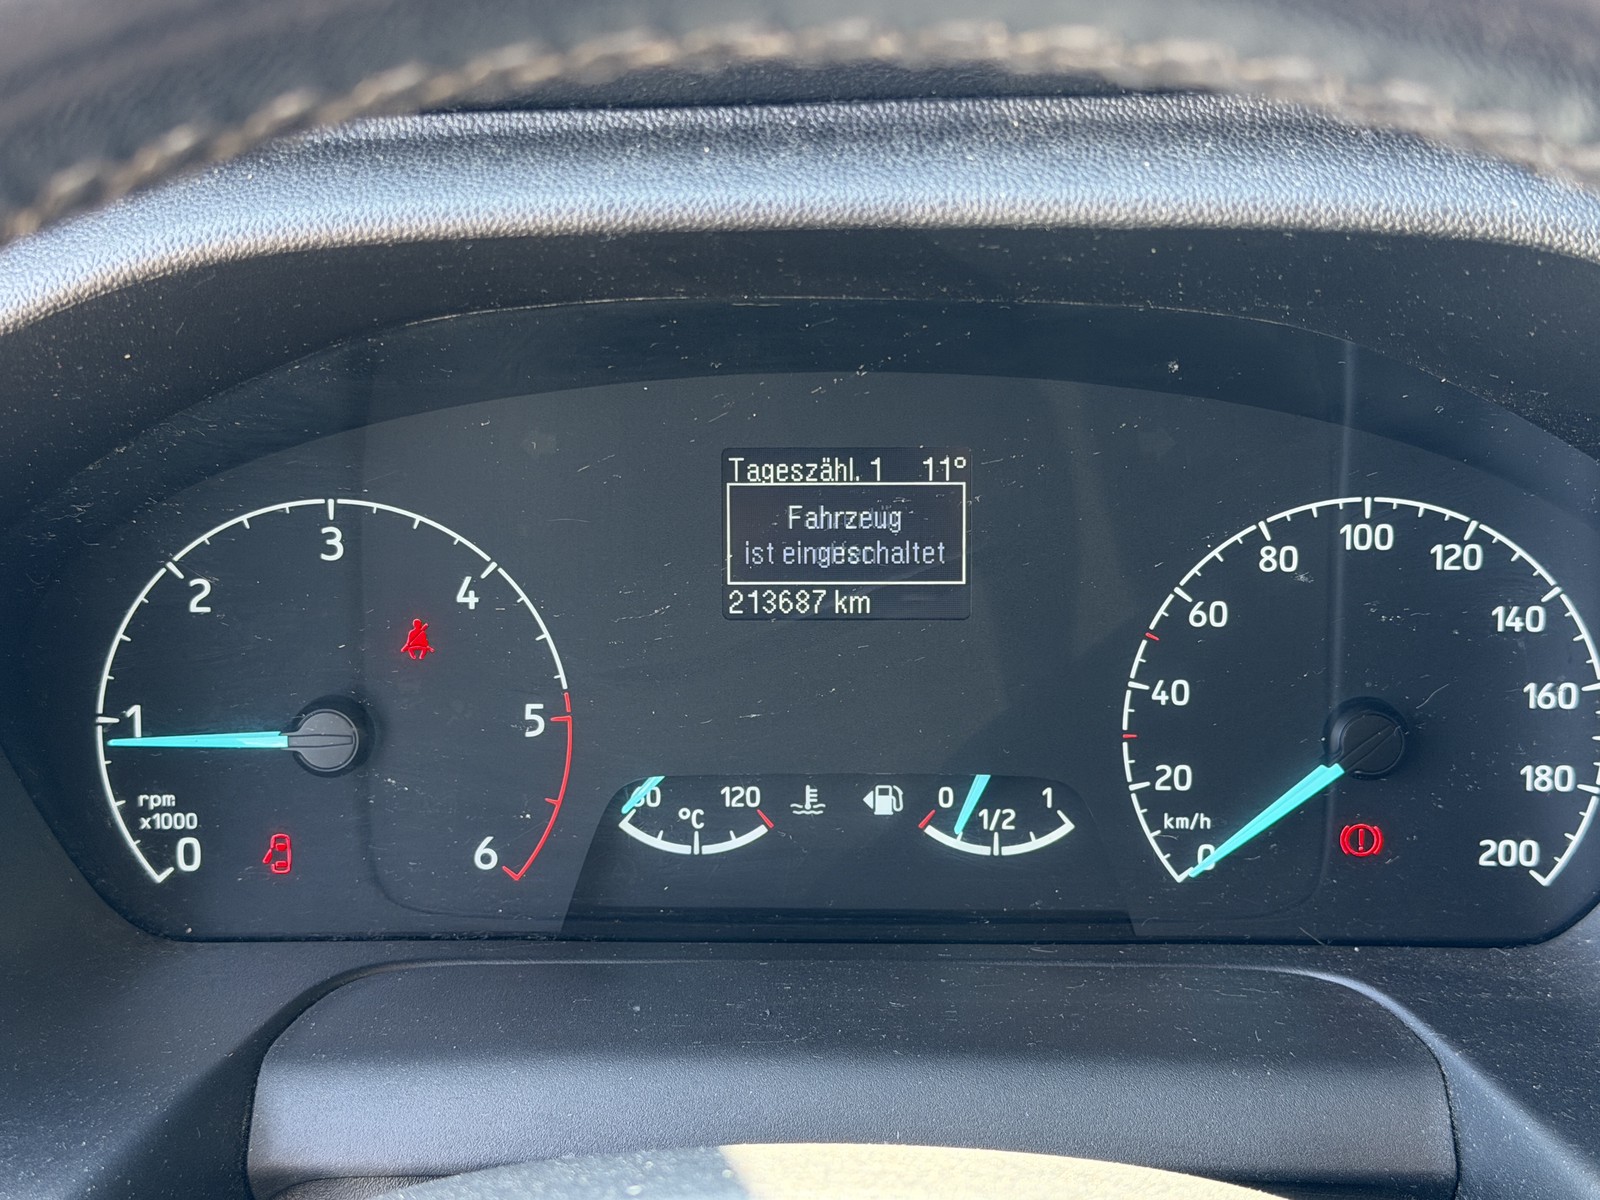 Tageszähl. 1 11°
Fahrzeug
ist eingeschaltet
213687 km
0 1 2 3 4 5 6
rpm
x1000
60 120
°C
0 1/2 1
0 20 40 60 80 100 120 140 160 180 200
km/h